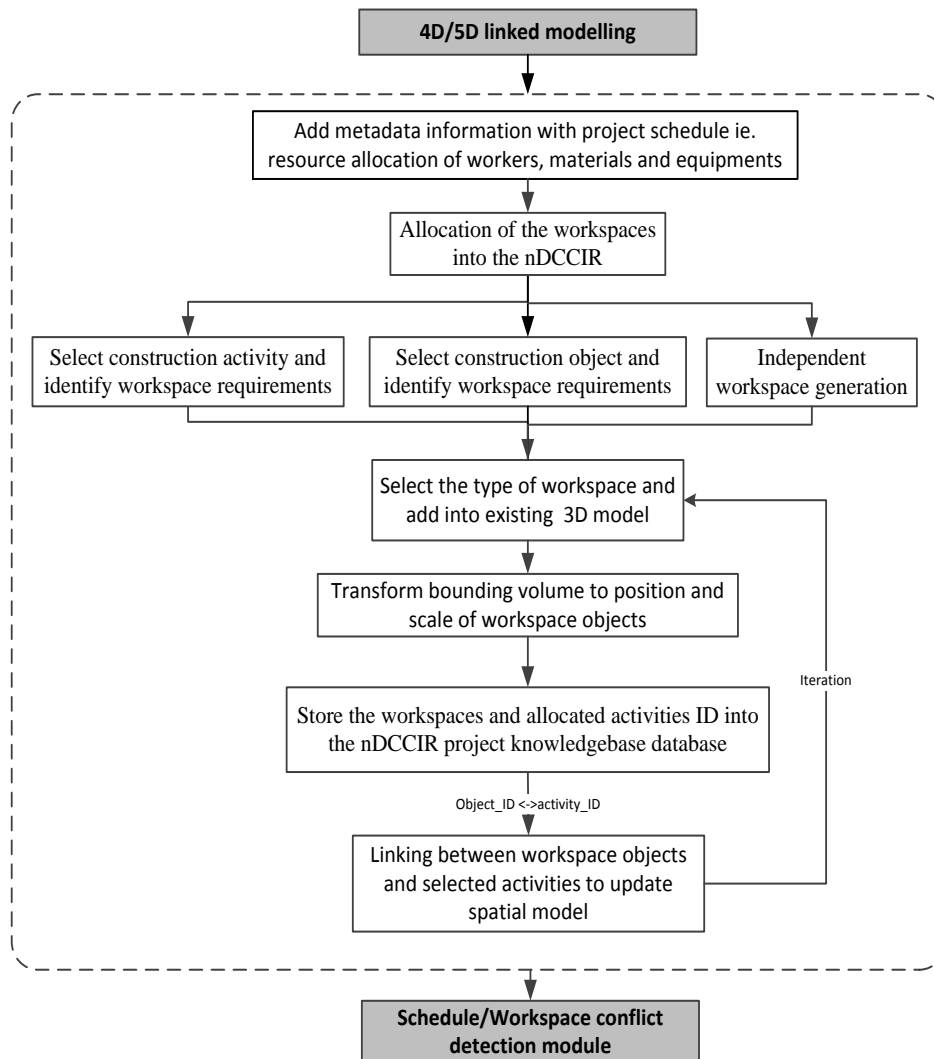 4D/5D linked modelling
Add metadata information with project schedule ie.
resource allocation of workers, materials and equipments
Allocation of the workspaces
into the nDCCIR
Select construction activity and
identify workspace requirements
Select construction object and
identify workspace requirements
Independent
workspace generation
Select the type of workspace and
add into existing 3D model
Transform bounding volume to position and
scale of workspace objects
Iteration
Store the workspaces and allocated activities ID into
the nDCCIR project knowledgebase database
Object_ID <->activity_ID
Linking between workspace objects
and selected activities to update
spatial model
Schedule/Workspace conflict
detection module